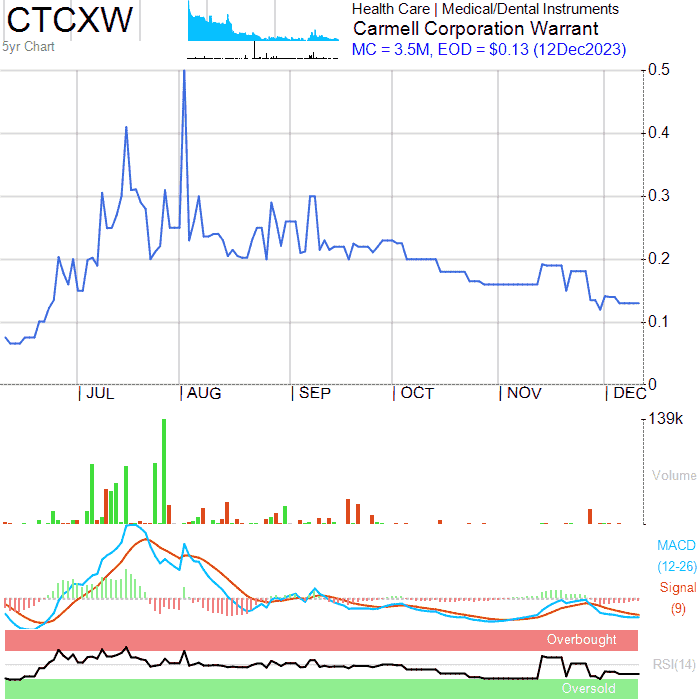 CTCXW
5yr Chart
Health Care | Medical/Dental Instruments
Carmell Corporation Warrant
MC = 3.5M, EOD = $0.13 (12Dec2023)
0.5
0.4
0.3
0.2
0.1
0
JUL AUG SEP OCT NOV DEC
139k
Volume
MACD
(12-26)
Signal
(9)
Overbought
RSI(14)
Oversold